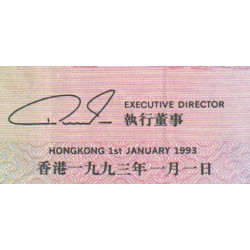 EXECUTIVE DIRECTOR
執行董事
HONGKONG 1st JANUARY 1993
香港一九九三年一月一日